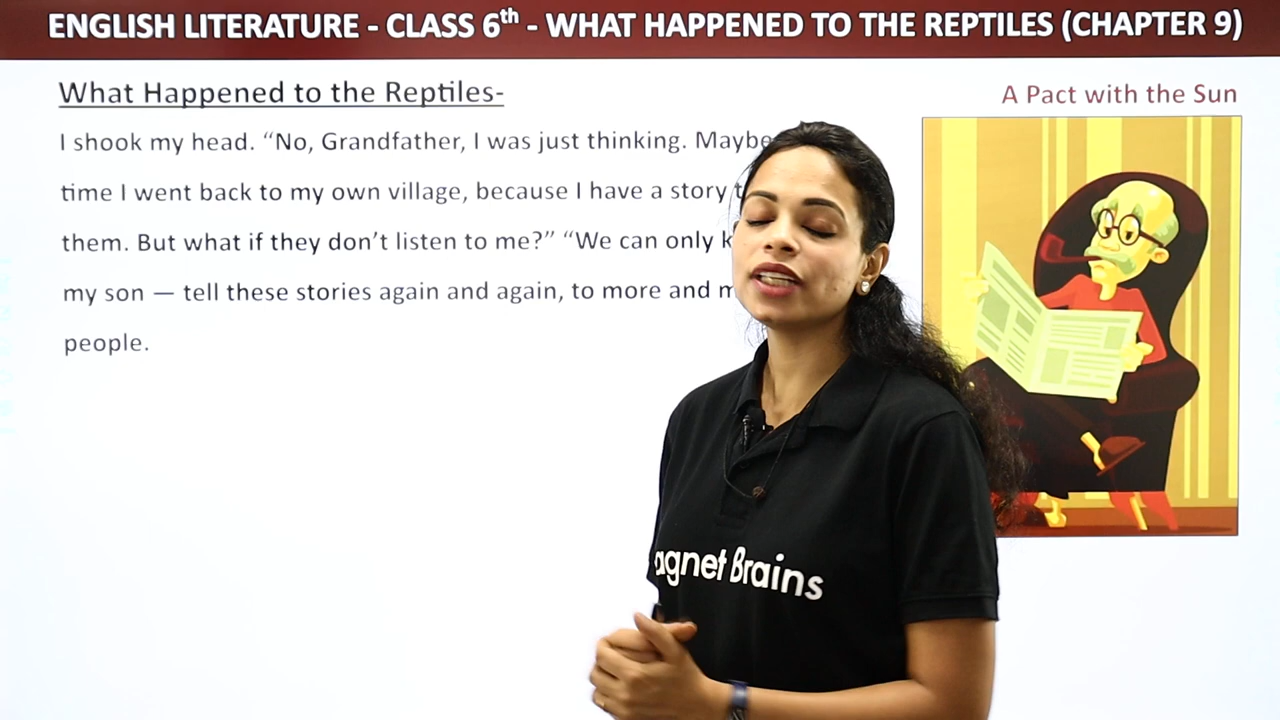 ENGLISH LITERATURE - CLASS 6th - WHAT HAPPENED TO THE REPTILES (CHAPTER 9)
What Happened to the Reptiles-
A Pact with the Sun
I shook my head. “No, Grandfather, I was just thinking. Maybe
time I went back to my own village, because I have a story
them. But what if they don’t listen to me?” “We can only
my son — tell these stories again and again, to more and
people.
agnet Brains